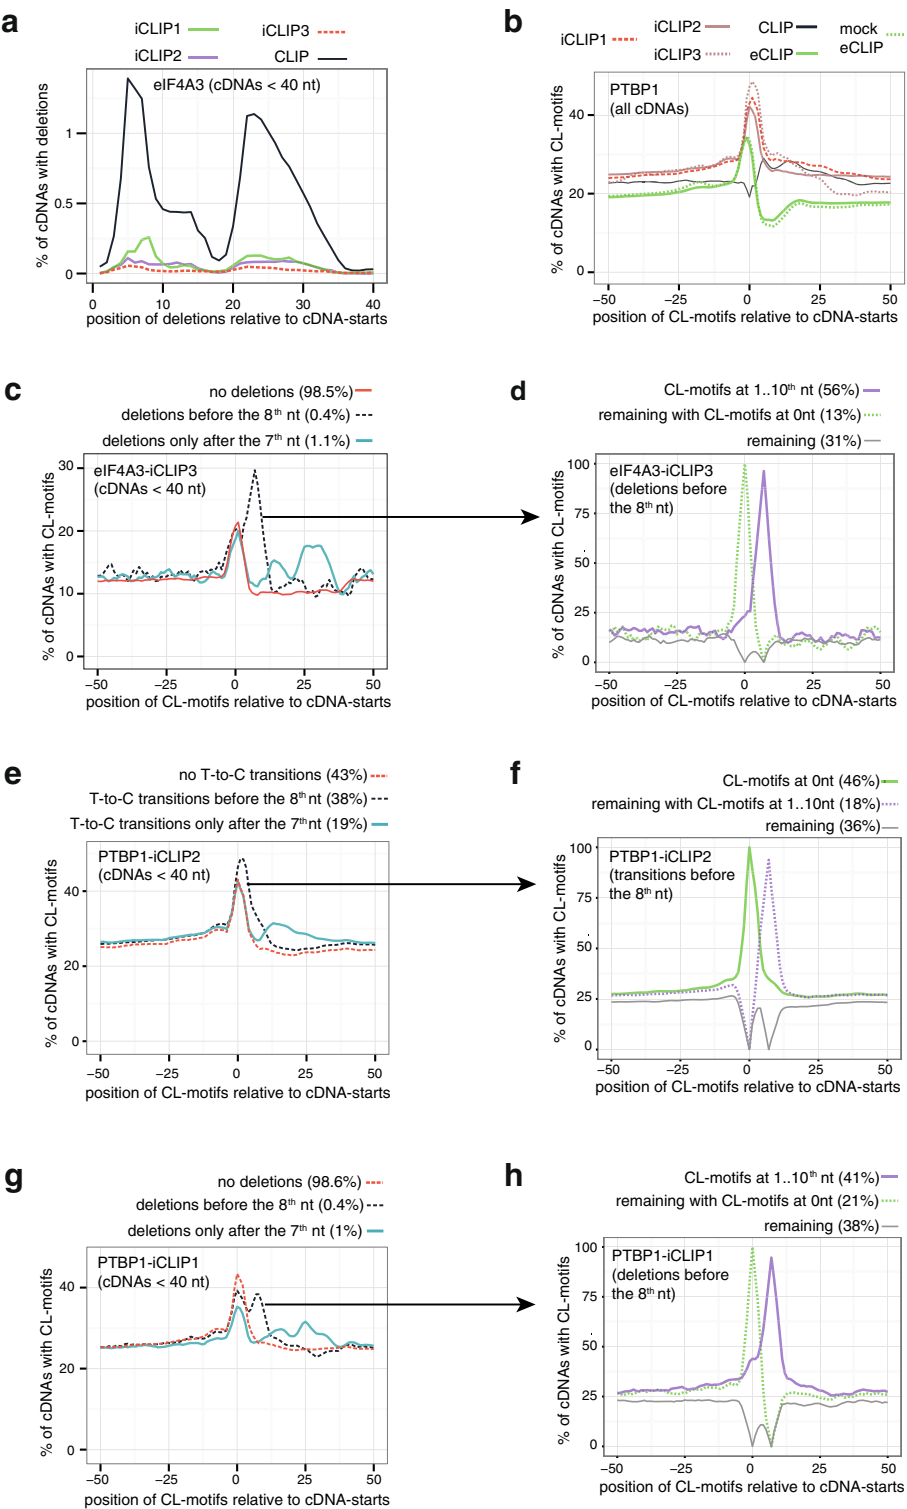 a
iCLIP1
iCLIP3
iCLIP2
CLIP
eIF4A3 (cDNAs < 40 nt)
% of cDNAs with deletions
1
0.5
0
0 10 20 30 40
position of deletions relative to cDNA-starts
b
iCLIP1
iCLIP2
CLIP
mock eCLIP
iCLIP3
eCLIP
PTBP1
(all cDNAs)
% of cDNAs with CL-motifs
40
20
0
−50 −25 0 25 50
position of CL-motifs relative to cDNA-starts
c
no deletions (98.5%)
deletions before the 8th nt (0.4%)
deletions only after the 7th nt (1.1%)
eIF4A3-iCLIP3
(cDNAs < 40 nt)
% of cDNAs with CL-motifs
30
20
10
0
−50 −25 0 25 50
position of CL-motifs relative to cDNA-starts
d
CL-motifs at 1..10th nt (56%)
remaining with CL-motifs at 0nt (13%)
remaining (31%)
eIF4A3-iCLIP3
(deletions before
the 8th nt)
% of cDNAs with CL-motifs
100
75
50
25
0
−50 −25 0 25 50
position of CL-motifs relative to cDNA-starts
e
no T-to-C transitions (43%)
T-to-C transitions before the 8th nt (38%)
T-to-C transitions only after the 7th nt (19%)
PTBP1-iCLIP2
(cDNAs < 40 nt)
% of cDNAs with CL-motifs
40
20
0
−50 −25 0 25 50
position of CL-motifs relative to cDNA-starts
f
CL-motifs at 0nt (46%)
remaining with CL-motifs at 1..10nt (18%)
remaining (36%)
PTBP1-iCLIP2
(transitions before
the 8th nt)
% of cDNAs with CL-motifs
100
75
50
25
0
−50 −25 0 25 50
position of CL-motifs relative to cDNA-starts
g
no deletions (98.6%)
deletions before the 8th nt (0.4%)
deletions only after the 7th nt (1%)
PTBP1-iCLIP1
(cDNAs < 40 nt)
% of cDNAs with CL-motifs
40
20
0
−50 −25 0 25 50
position of CL-motifs relative to cDNA-starts
h
CL-motifs at 1..10th nt (41%)
remaining with CL-motifs at 0nt (21%)
remaining (38%)
PTBP1-iCLIP1
(deletions before
the 8th nt)
% of cDNAs with CL-motifs
100
75
50
25
0
−50 −25 0 25 50
position of CL-motifs relative to cDNA-starts